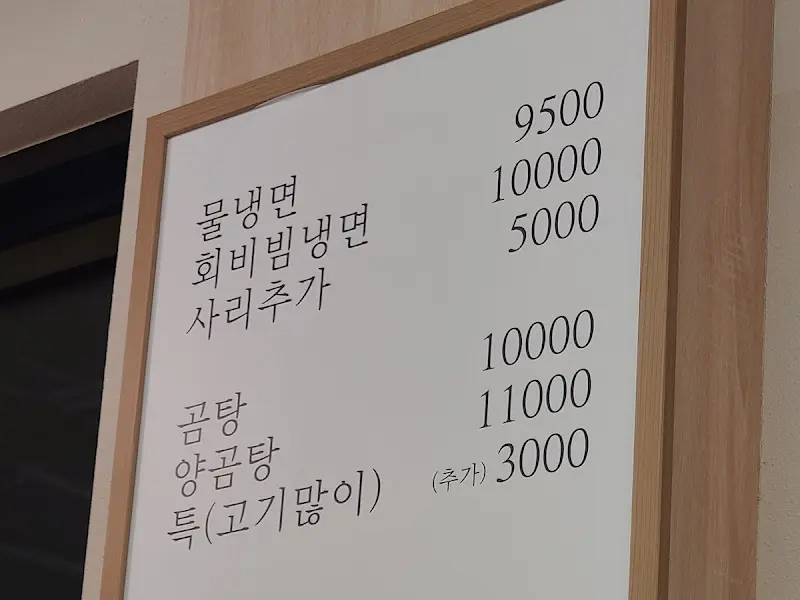 물냉면 9500
회비빔냉면 10000
사리추가 5000
곰탕 10000
양곰탕 11000
특(고기많이) (추가) 3000